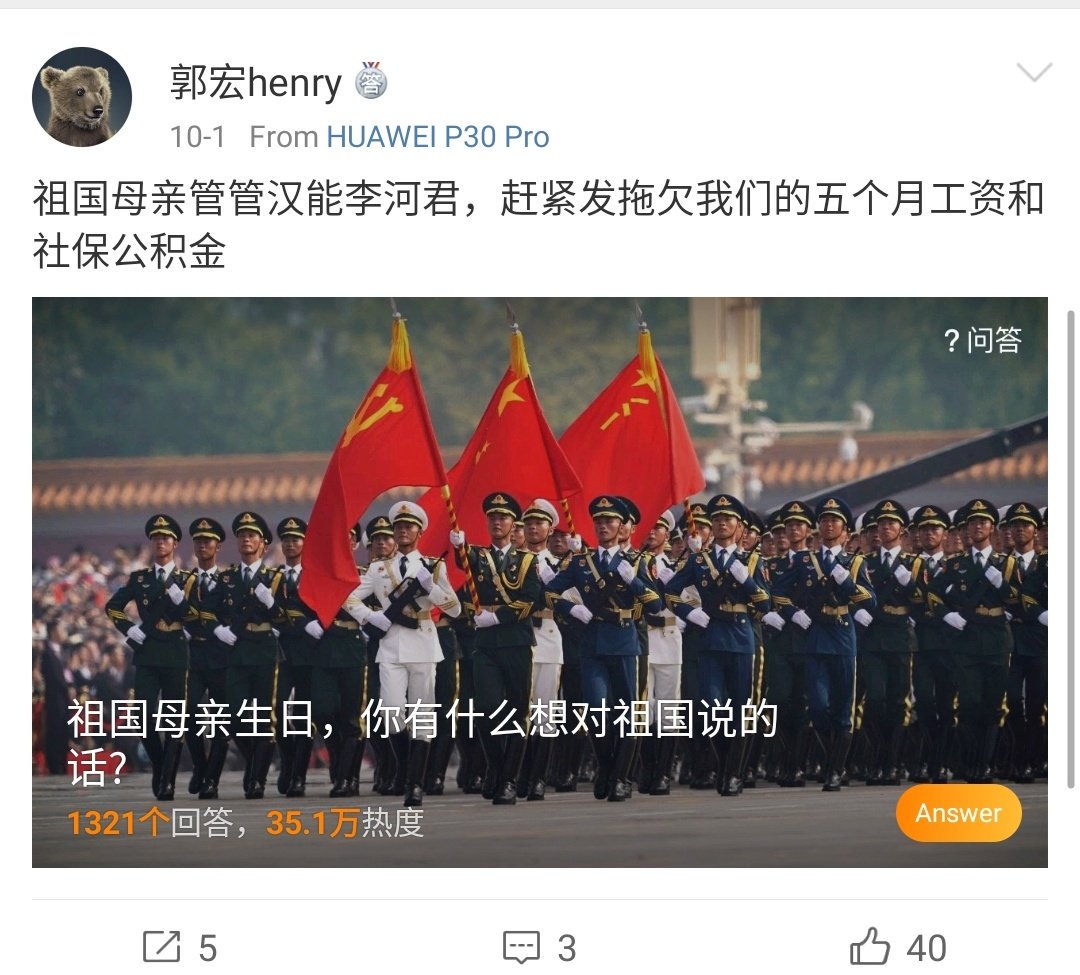 郭宏henry 答
10-1 From HUAWEI P30 Pro
祖国母亲管管汉能李河君，赶紧发拖欠我们的五个月工资和
社保公积金
?问答
祖国母亲生日，你有什么想对祖国说的
话?
1321个回答，35.1万热度
Answer
5
3
40